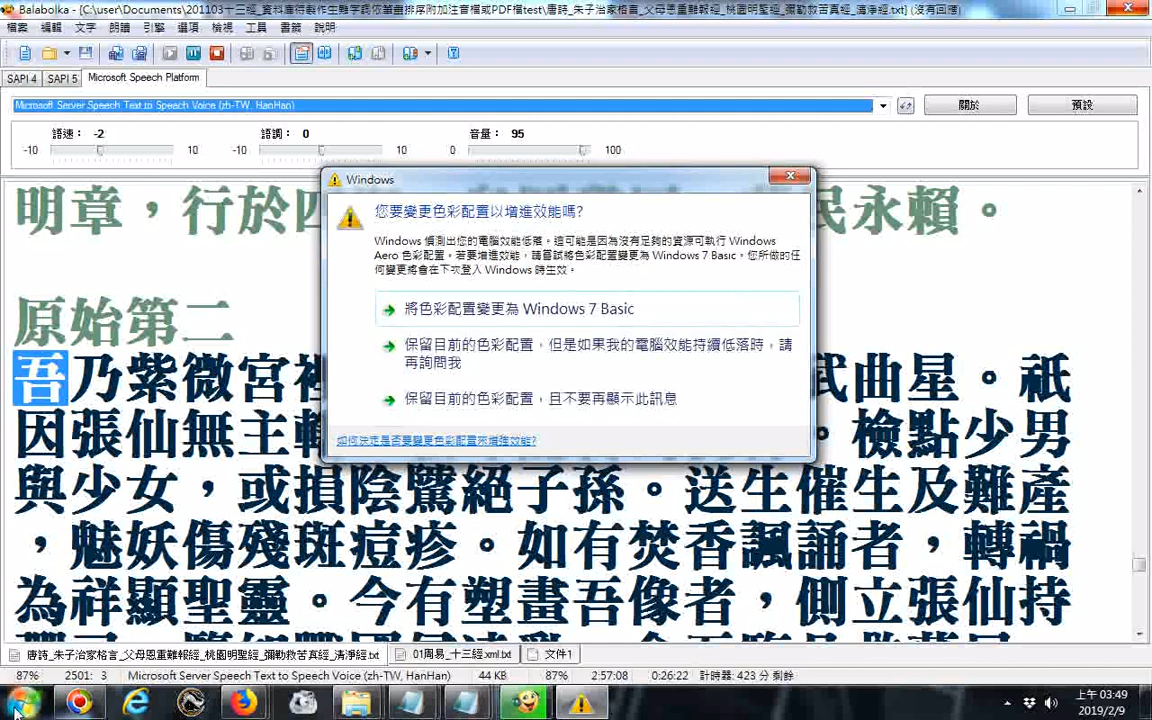 Balabolka - [C:\user\Documents\201103十三經_資料庫待製作生難字詞依筆畫排序附加注音檔或PDF檔test\唐詩_朱子治家格言_父母恩重難報經_桃園明聖經_彌勒救苦真經_清淨經.txt] (沒有回應)
檔案 編輯 文字 朗讀 引擎 選項 檢視 工具 書籤 說明
SAPI 4 SAPI 5 Microsoft Speech Platform
Microsoft Server Speech Text to Speech Voice (zh-TW, HanHan)
關於 預設
語速： -2 語調： 0 音量： 95
-10 10 -10 10 0 100
明章，行於四 民永賴。
Windows
您要變更色彩配置以增進效能嗎?
Windows 偵測出您的電腦效能低落。這可能是因為沒有足夠的資源可執行 Windows
Aero 色彩配置。若要增進效能，請嘗試將色彩配置變更為 Windows 7 Basic。您所做的任
何變更將會在下次登入 Windows 時生效。
將色彩配置變更為 Windows 7 Basic
保留目前的色彩配置，但是如果我的電腦效能持續低落時，請
再詢問我
保留目前的色彩配置，且不要再顯示此訊息
如何決定是否要變更色彩配置來增進效能?
原始第二
吾乃紫微宮裡 武曲星。祇
因張仙無主 。檢點少男
與少女，或損陰騭絕子孫。送生催生及難產
，魅妖傷殘斑痘疹。如有焚香諷誦者，轉禍
為祥顯聖靈。今有塑畫吾像者，側立張仙持
唐詩_朱子治家格言_父母恩重難報經_桃園明聖經_彌勒救苦真經_清淨經.txt 01周易_十三經.xml.txt 文件1
87% 2501: 3 Microsoft Server Speech Text to Speech Voice (zh-TW, HanHan) 44 KB 87% 2:57:08 0:26:22 計時器: 423 分 剩餘
上午 03:49
2019/2/9